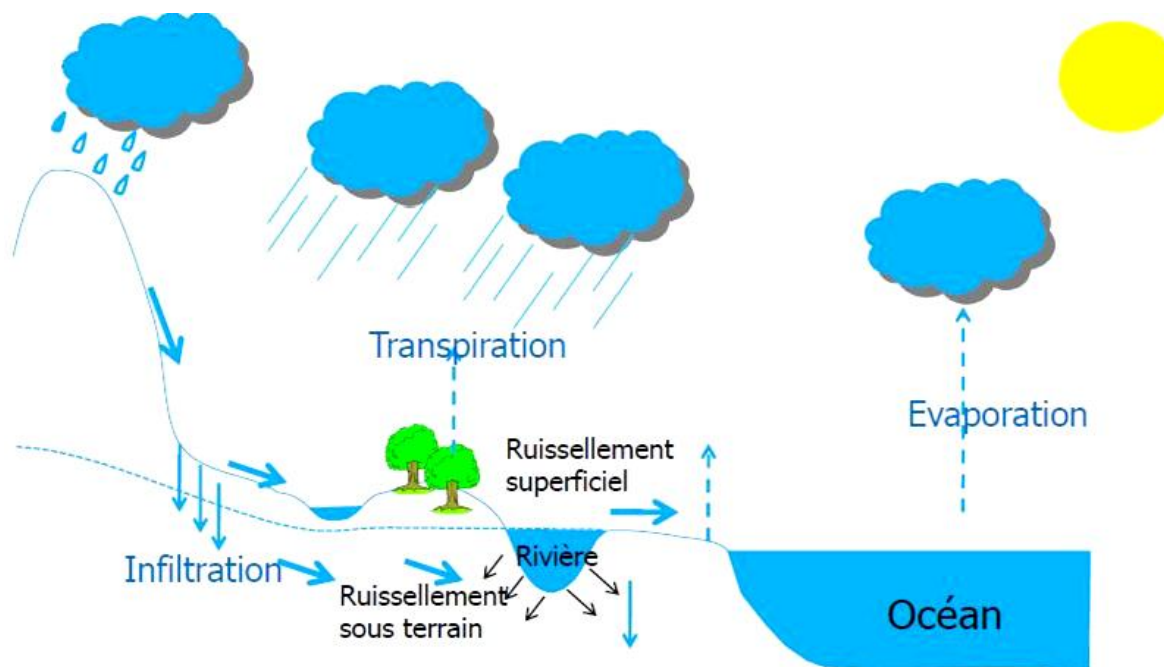 Transpiration
Evaporation
Ruissellement
superficiel
Infiltration
Rivière
Ruissellement
sous terrain
Océan